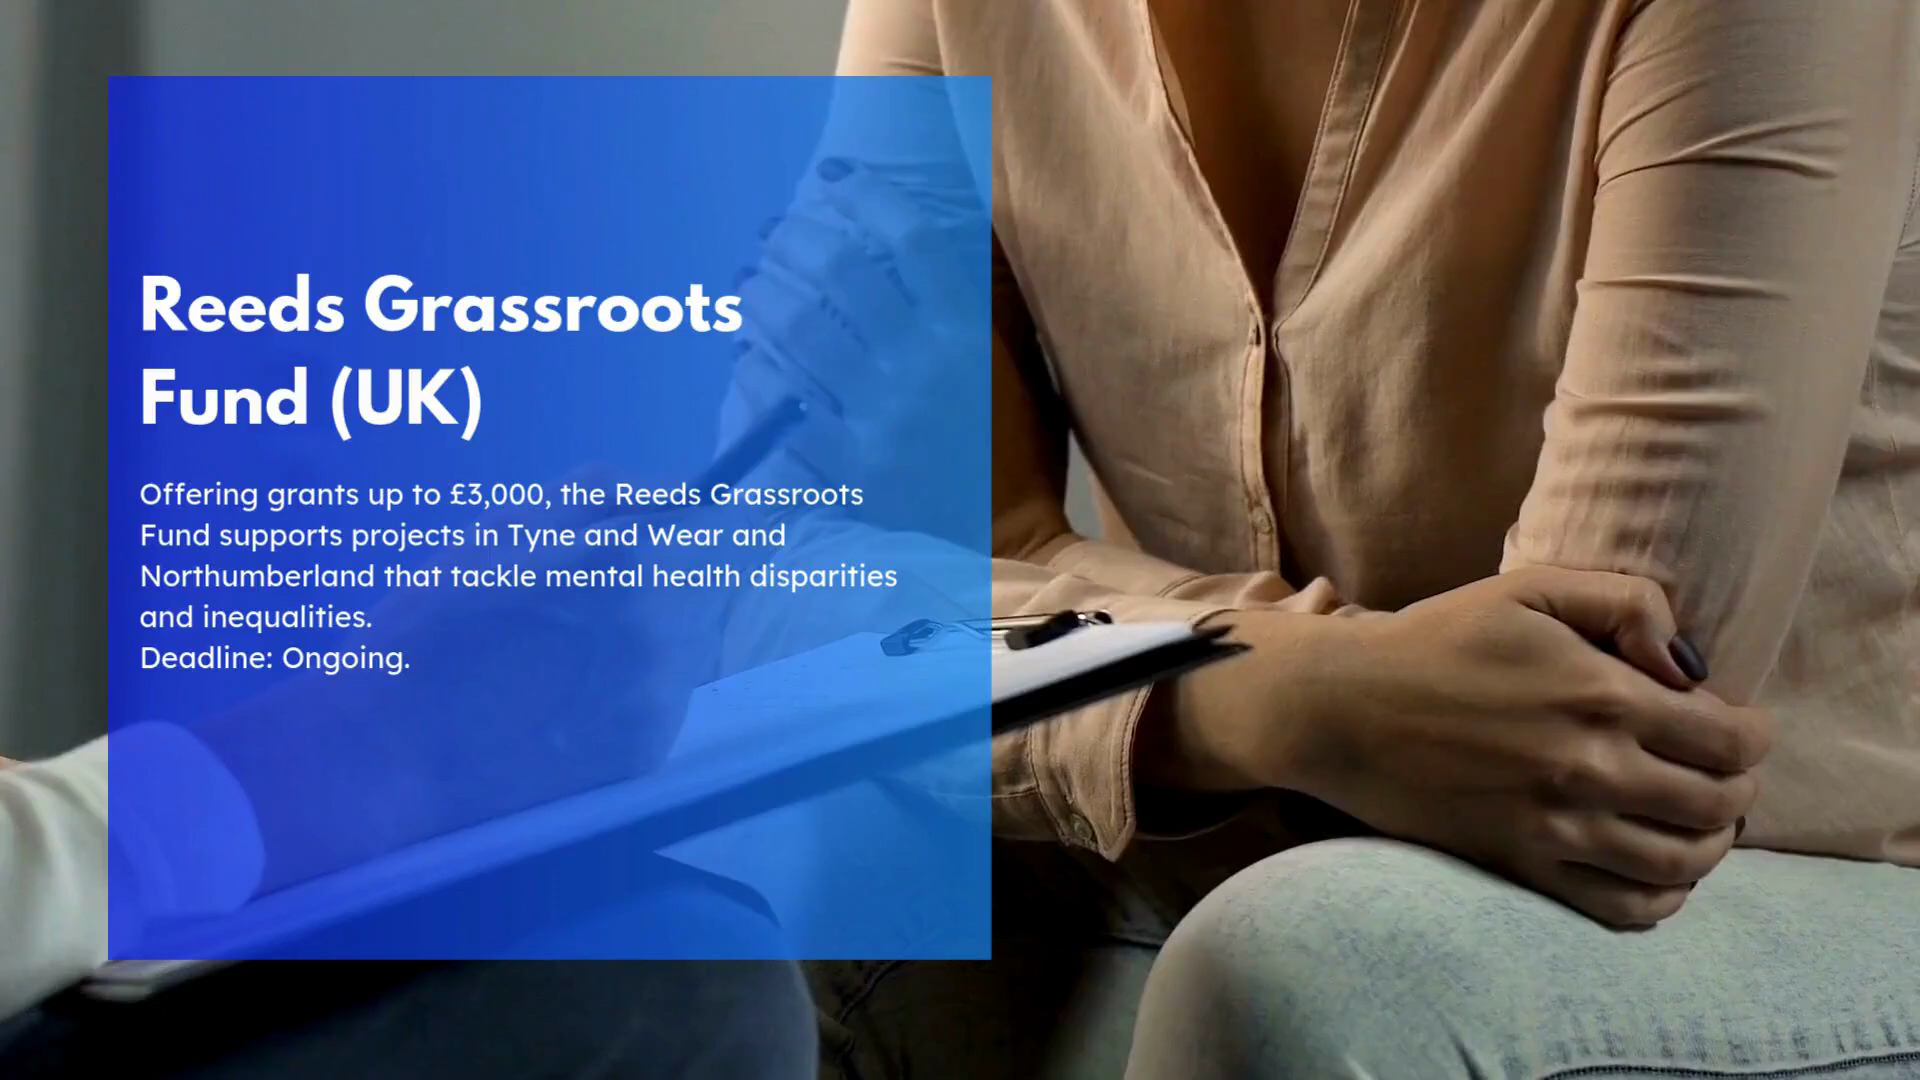 Reeds Grassroots
Fund (UK)
Offering grants up to £3,000, the Reeds Grassroots
Fund supports projects in Tyne and Wear and
Northumberland that tackle mental health disparities
and inequalities.
Deadline: Ongoing.